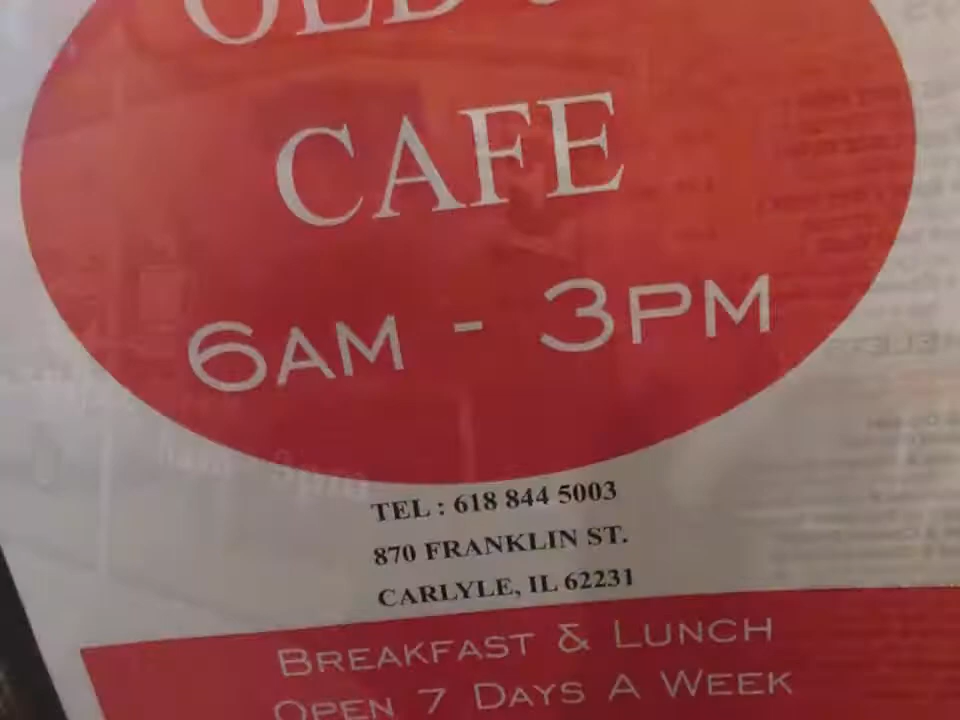 OLD
CAFE
6AM - 3PM
TEL : 618 844 5003
870 FRANKLIN ST.
CARLYLE, IL 62231
BREAKFAST & LUNCH
OPEN 7 DAYS A WEEK